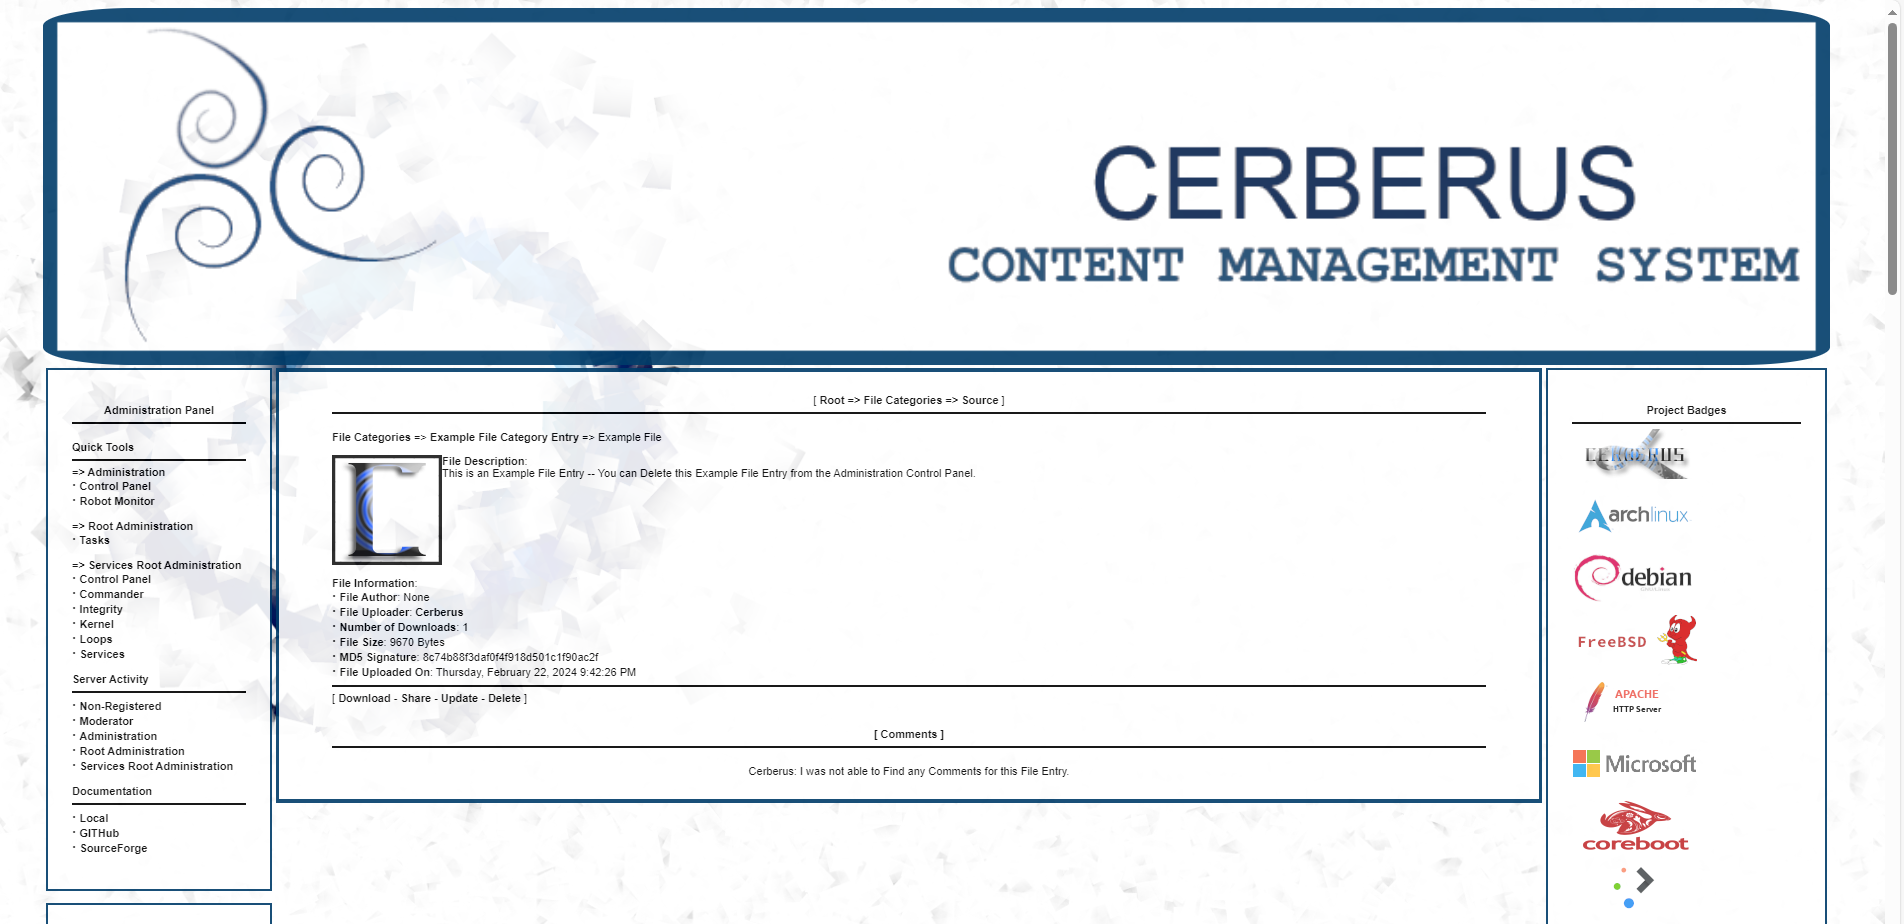 CERBERUS
CONTENT MANAGEMENT SYSTEM
Administration Panel
Quick Tools
=> Administration
· Control Panel
· Robot Monitor
=> Root Administration
· Tasks
=> Services Root Administration
· Control Panel
· Commander
· Integrity
· Kernel
· Loops
· Services
Server Activity
· Non-Registered
· Moderator
· Administration
· Root Administration
· Services Root Administration
Documentation
· Local
· GITHub
· SourceForge
[ Root => File Categories => Source ]
File Categories => Example File Category Entry => Example File
File Description:
This is an Example File Entry -- You can Delete this Example File Entry from the Administration Control Panel.
File Information:
· File Author: None
· File Uploader: Cerberus
· Number of Downloads: 1
· File Size: 9670 Bytes
· MD5 Signature: 8c74b88f3daf0f4f918d501c1f90ac2f
· File Uploaded On: Thursday, February 22, 2024 9:42:26 PM
[ Download - Share - Update - Delete ]
[ Comments ]
Cerberus: I was not able to Find any Comments for this File Entry.
Project Badges
CERBERUS
archlinux
debian
FreeBSD
APACHE
HTTP Server
Microsoft
coreboot